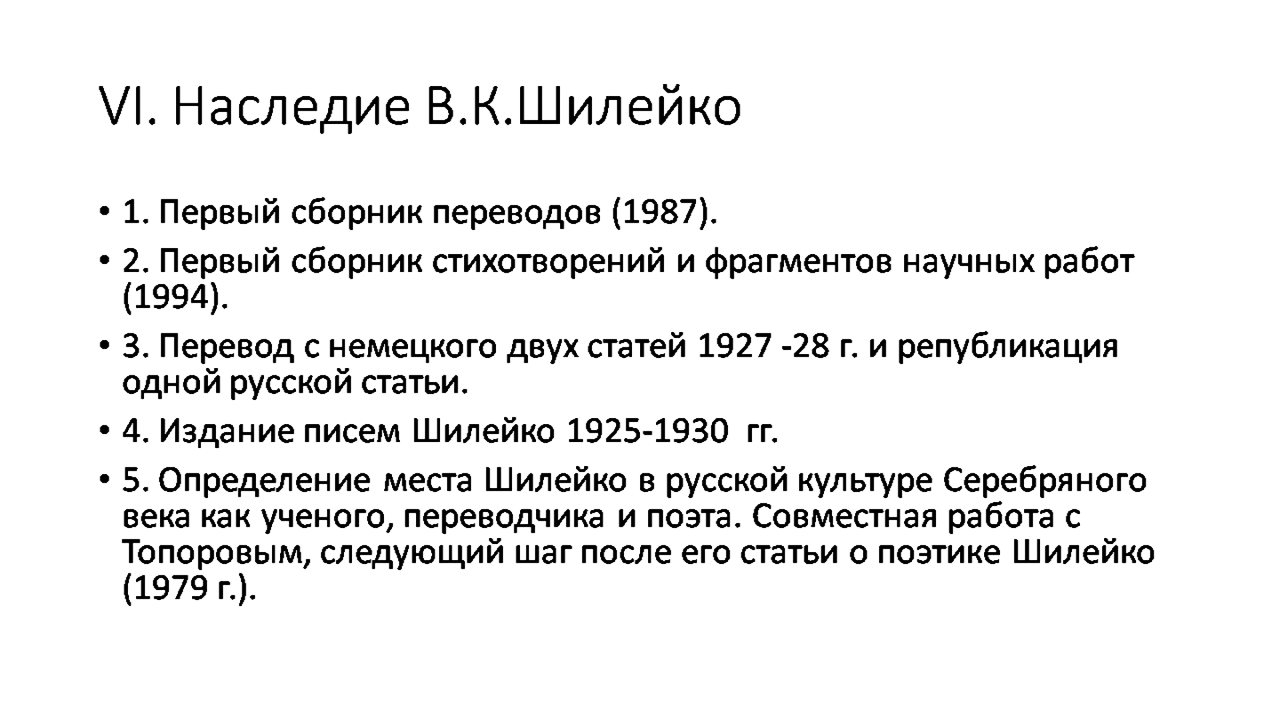 VI. Наследие В.К.Шилейко
• 1. Первый сборник переводов (1987).
• 2. Первый сборник стихотворений и фрагментов научных работ
(1994).
• 3. Перевод с немецкого двух статей 1927 -28 г. и републикация
одной русской статьи.
• 4. Издание писем Шилейко 1925-1930 гг.
• 5. Определение места Шилейко в русской культуре Серебряного
века как ученого, переводчика и поэта. Совместная работа с
Топоровым, следующий шаг после его статьи о поэтике Шилейко
(1979 г.).